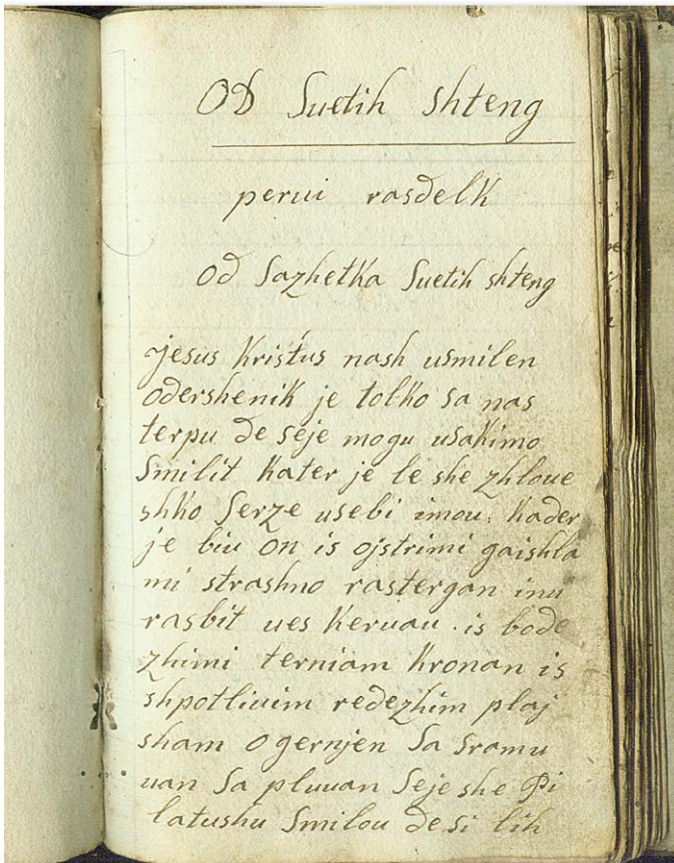 OD Suetih shteng
perui rasdelk
od Sazhetka Suetih shteng
jesus Kristus nash usmilen
odershenik je tolko sa nas
terpu de seje mogu usakimo
Smilit kater je le she zhloue
shko Serze usebi imou. kader
je biu on is ojstrimi gaishla
mi strashno rastergan inu
rasbit ues keruau. is bode
zhimi terniam kronan is
shpotliuim redezhim plaj
sham ogernjen Sa sramu
uan Sa pluuan Seje she Pi
latushu Smilou de si lih